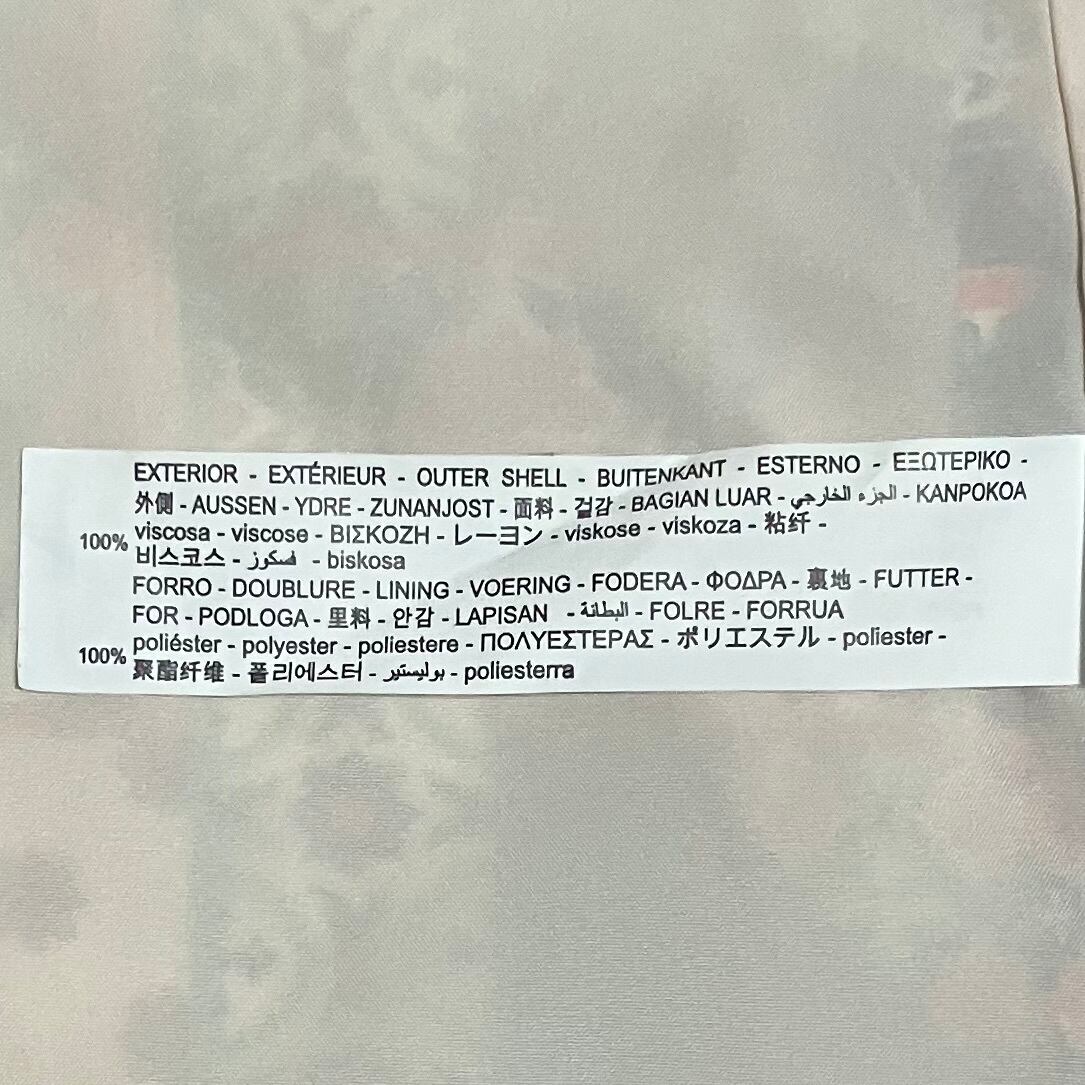 EXTERIOR - EXTÉRIEUR - OUTER SHELL - BUITENKANT - ESTERNO - ΕΞΩΤΕΡΙΚΟ -
外側 - AUSSEN - YDRE - ZUNANJOST - 面料 - 겉감 - BAGIAN LUAR - الجزء الخارجي - KANPOKOA
100% viscosa - viscose - ΒΙΣΚΟΖΗ - レーヨン - viskose - viskoza - 粘纤 -
비스코스 - فسكوز - biskosa
FORRO - DOUBLURE - LINING - VOERING - FODERA - ΦΟΔΡΑ - 裏地 - FUTTER -
FOR - PODLOGA - 里料 - 안감 - LAPISAN - البطانة - FOLRE - FORRUA
100% poliéster - polyester - poliestere - ΠΟΛΥΕΣΤΕΡΑΣ - ポリエステル - poliester -
聚酯纤维 - 폴리에스터 - بوليستير - poliesterra